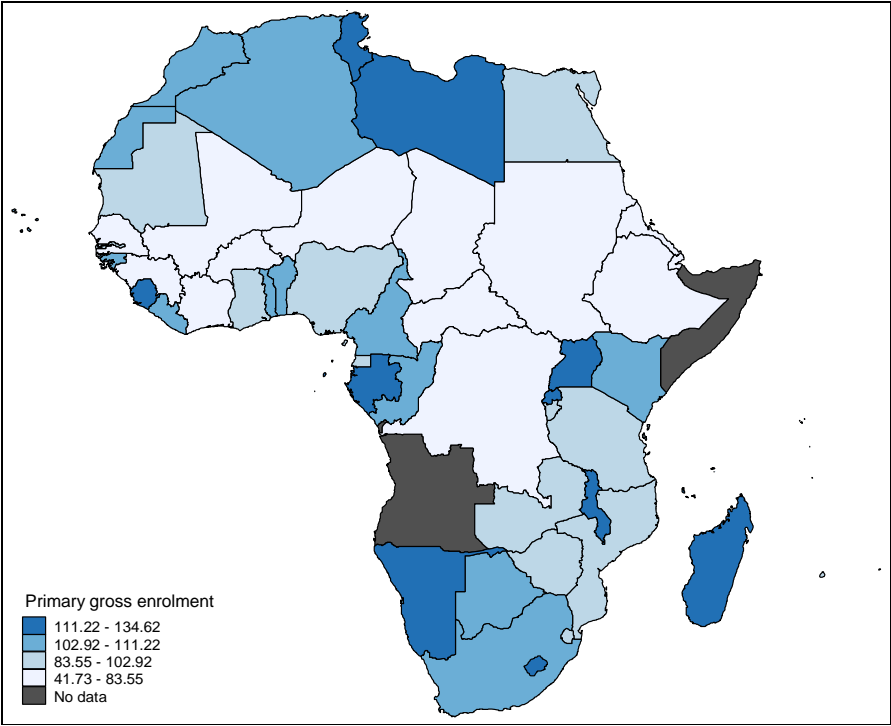 Primary gross enrolment
111.22 - 134.62
102.92 - 111.22
83.55 - 102.92
41.73 - 83.55
No data